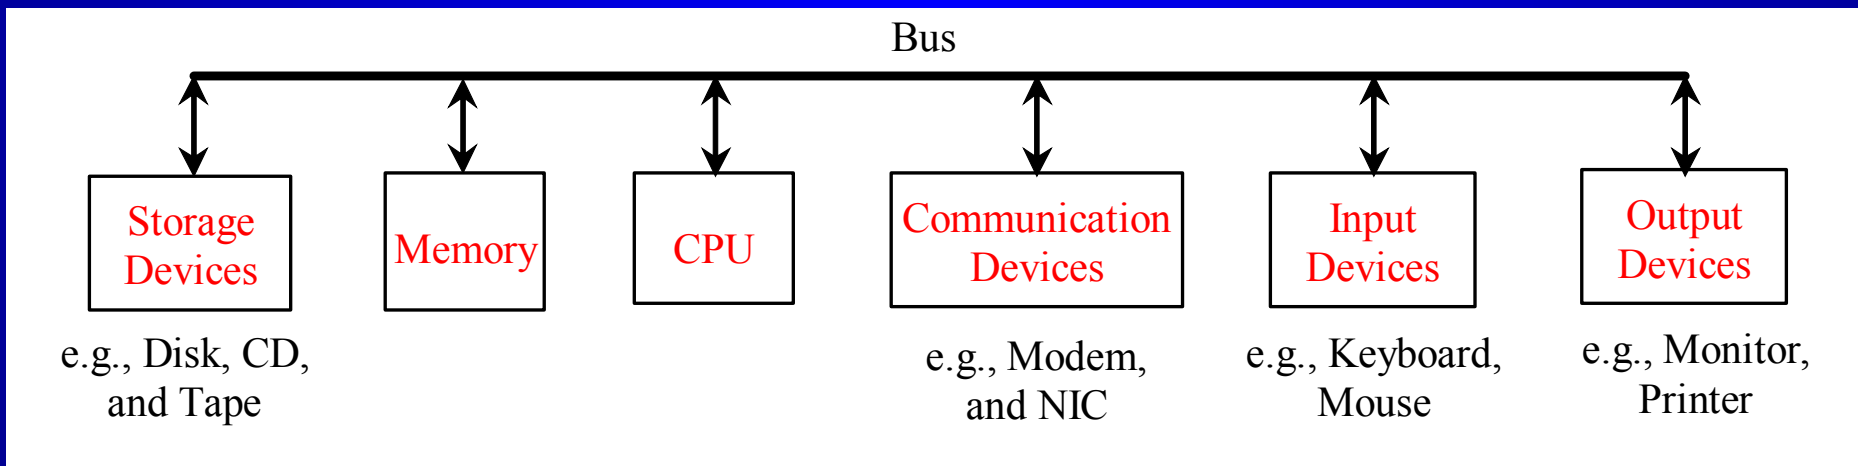 Bus
Storage
Devices
e.g., Disk, CD,
and Tape
Memory
CPU
Communication
Devices
e.g., Modem,
and NIC
Input
Devices
e.g., Keyboard,
Mouse
Output
Devices
e.g., Monitor,
Printer